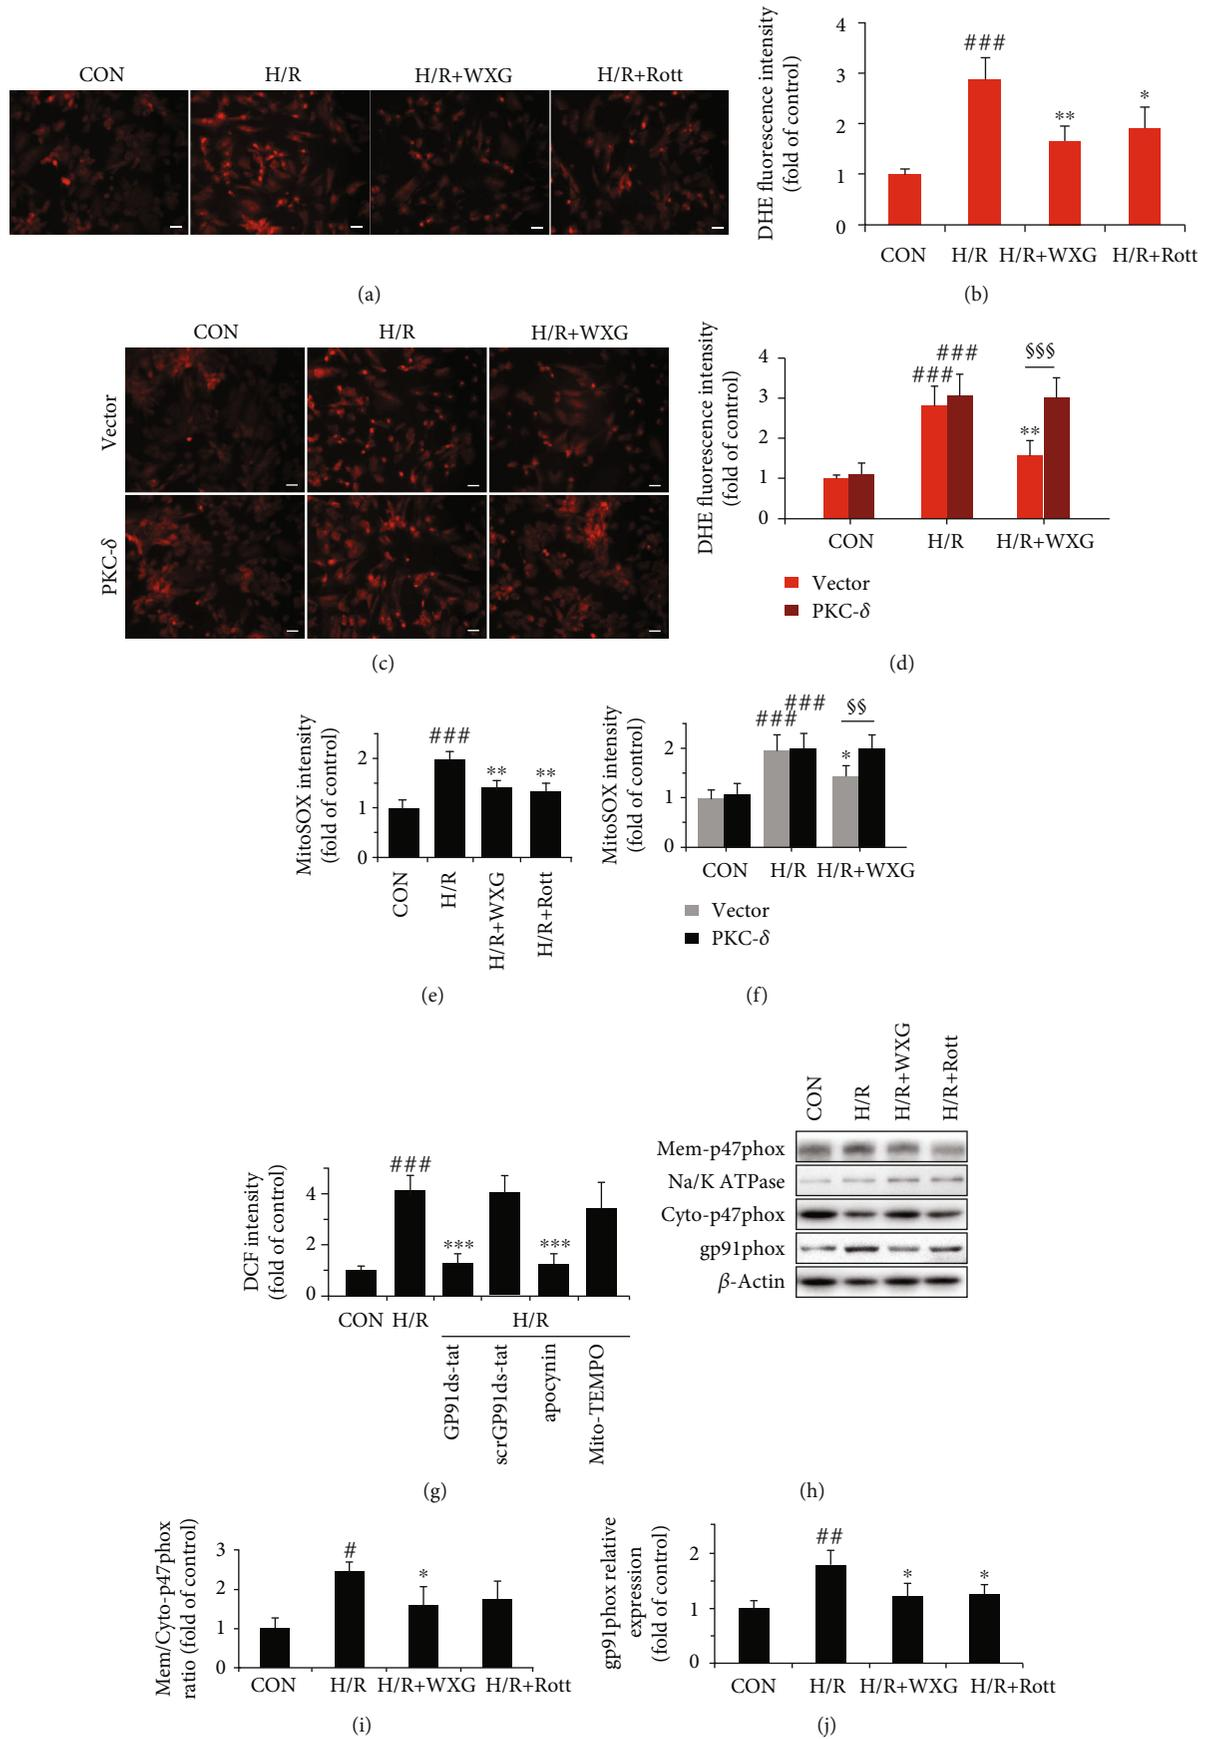 CON
H/R
H/R+WXG
H/R+Rott
(a)
DHE fluorescence intensity
(fold of control)
4
3
2
1
0
###
**
*
CON
H/R
H/R+WXG
H/R+Rott
(b)
CON
H/R
H/R+WXG
Vector
PKC-δ
(c)
DHE fluorescence intensity
(fold of control)
4
3
2
1
0
###
###
**
§§§
CON
H/R
H/R+WXG
Vector
PKC-δ
(d)
MitoSOX intensity
(fold of control)
2
1
0
###
**
**
CON
H/R
H/R+WXG
H/R+Rott
(e)
MitoSOX intensity
(fold of control)
2
1
0
###
###
*
§§
CON
H/R
H/R+WXG
Vector
PKC-δ
(f)
DCF intensity
(fold of control)
4
2
0
###
***
***
CON
H/R
H/R
GP91ds-tat
scrGP91ds-tat
apocynin
Mito-TEMPO
(g)
CON
H/R
H/R+WXG
H/R+Rott
Mem-p47phox
Na/K ATPase
Cyto-p47phox
gp91phox
β-Actin
(h)
Mem/Cyto-p47phox
ratio (fold of control)
3
2
1
0
#
*
CON
H/R
H/R+WXG
H/R+Rott
(i)
gp91phox relative
expression
(fold of control)
2
1
0
##
*
*
CON
H/R
H/R+WXG
H/R+Rott
(j)